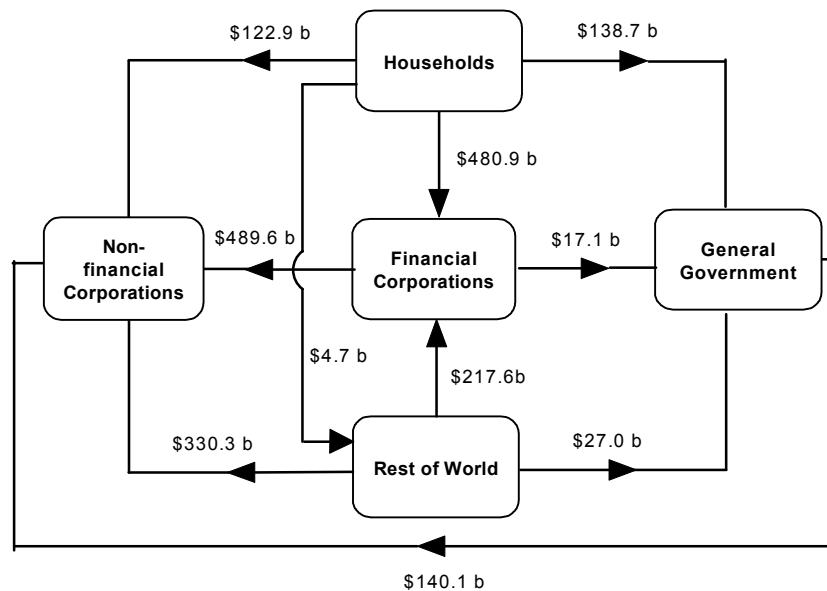 $122.9 b
$138.7 b
Households
$480.9 b
Non-
financial
Corporations
$489.6 b
Financial
Corporations
$17.1 b
General
Government
$4.7 b
$217.6b
$330.3 b
Rest of World
$27.0 b
$140.1 b